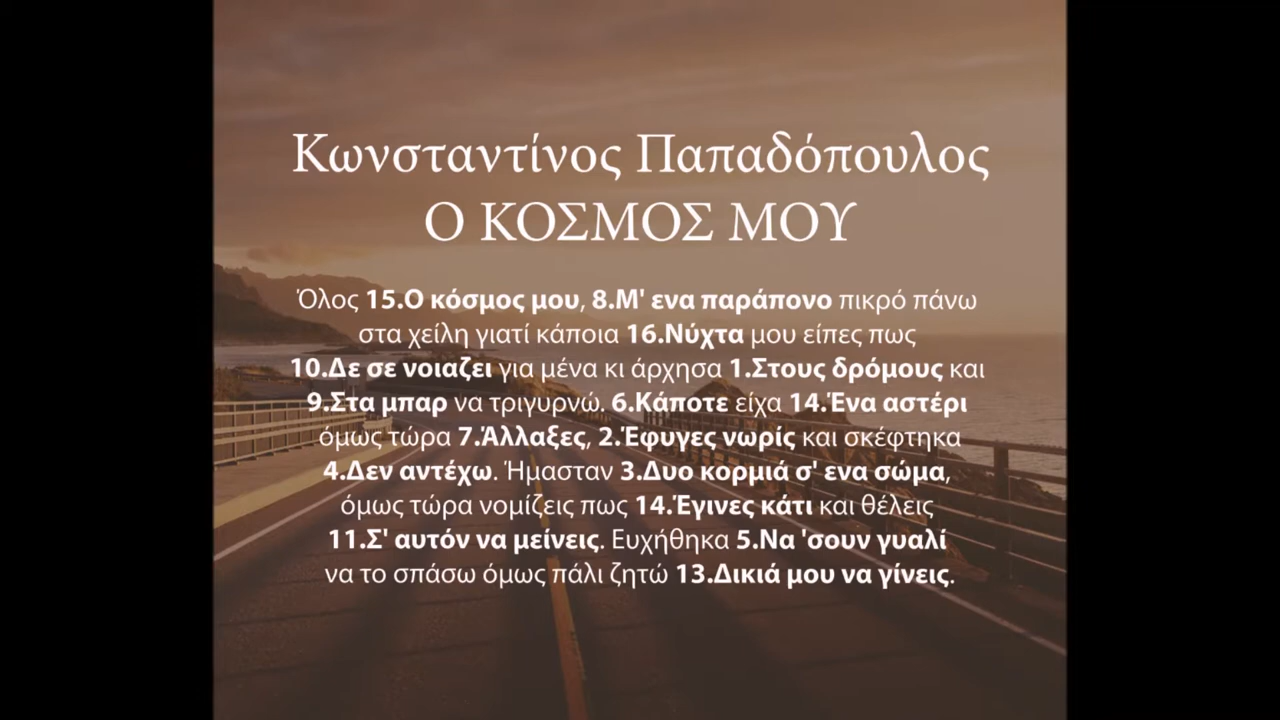 Κωνσταντίνος Παπαδόπουλος
Ο ΚΟΣΜΟΣ ΜΟΥ
Όλος 15.Ο κόσμος μου, 8.Μ' ενα παράπονο πικρό πάνω
στα χείλη γιατί κάποια 16.Νύχτα μου είπες πως
10.Δε σε νοιαζει για μένα κι άρχησα 1.Στους δρόμους και
9.Στα μπαρ να τριγυρνώ. 6.Κάποτε είχα 14.Ένα αστέρι
όμως τώρα 7.Άλλαξες, 2.Έφυγες νωρίς και σκέφτηκα
4.Δεν αντέχω. Ήμασταν 3.Δυο κορμιά σ' ενα σώμα,
όμως τώρα νομίζεις πως 14.Έγινες κάτι και θέλεις
11.Σ' αυτόν να μείνεις. Ευχήθηκα 5.Να 'σουν γυαλί
να το σπάσω όμως πάλι ζητώ 13.Δικιά μου να γίνεις.